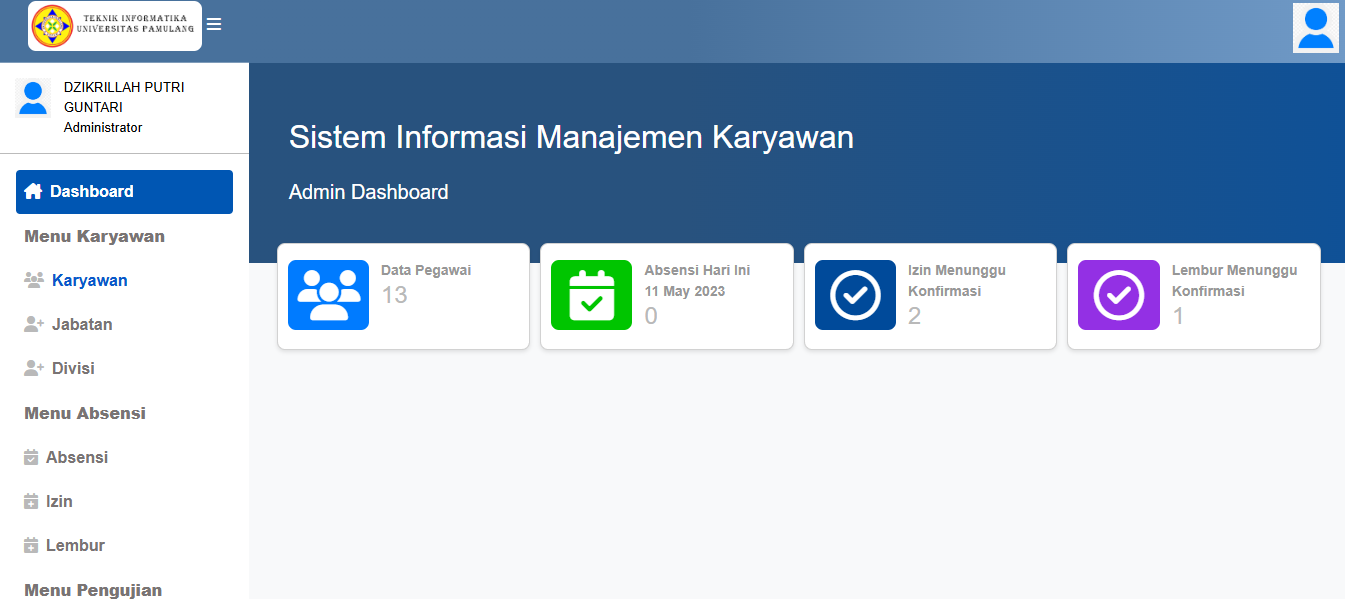 TEKNIK INFORMATIKA
UNIVERSITAS PAMULANG
DZIKRILLAH PUTRI
GUNTARI
Administrator
Dashboard
Menu Karyawan
Karyawan
Jabatan
Divisi
Menu Absensi
Absensi
Izin
Lembur
Menu Pengujian
Sistem Informasi Manajemen Karyawan
Admin Dashboard
Data Pegawai
13
Absensi Hari Ini
11 May 2023
0
Izin Menunggu
Konfirmasi
2
Lembur Menunggu
Konfirmasi
1